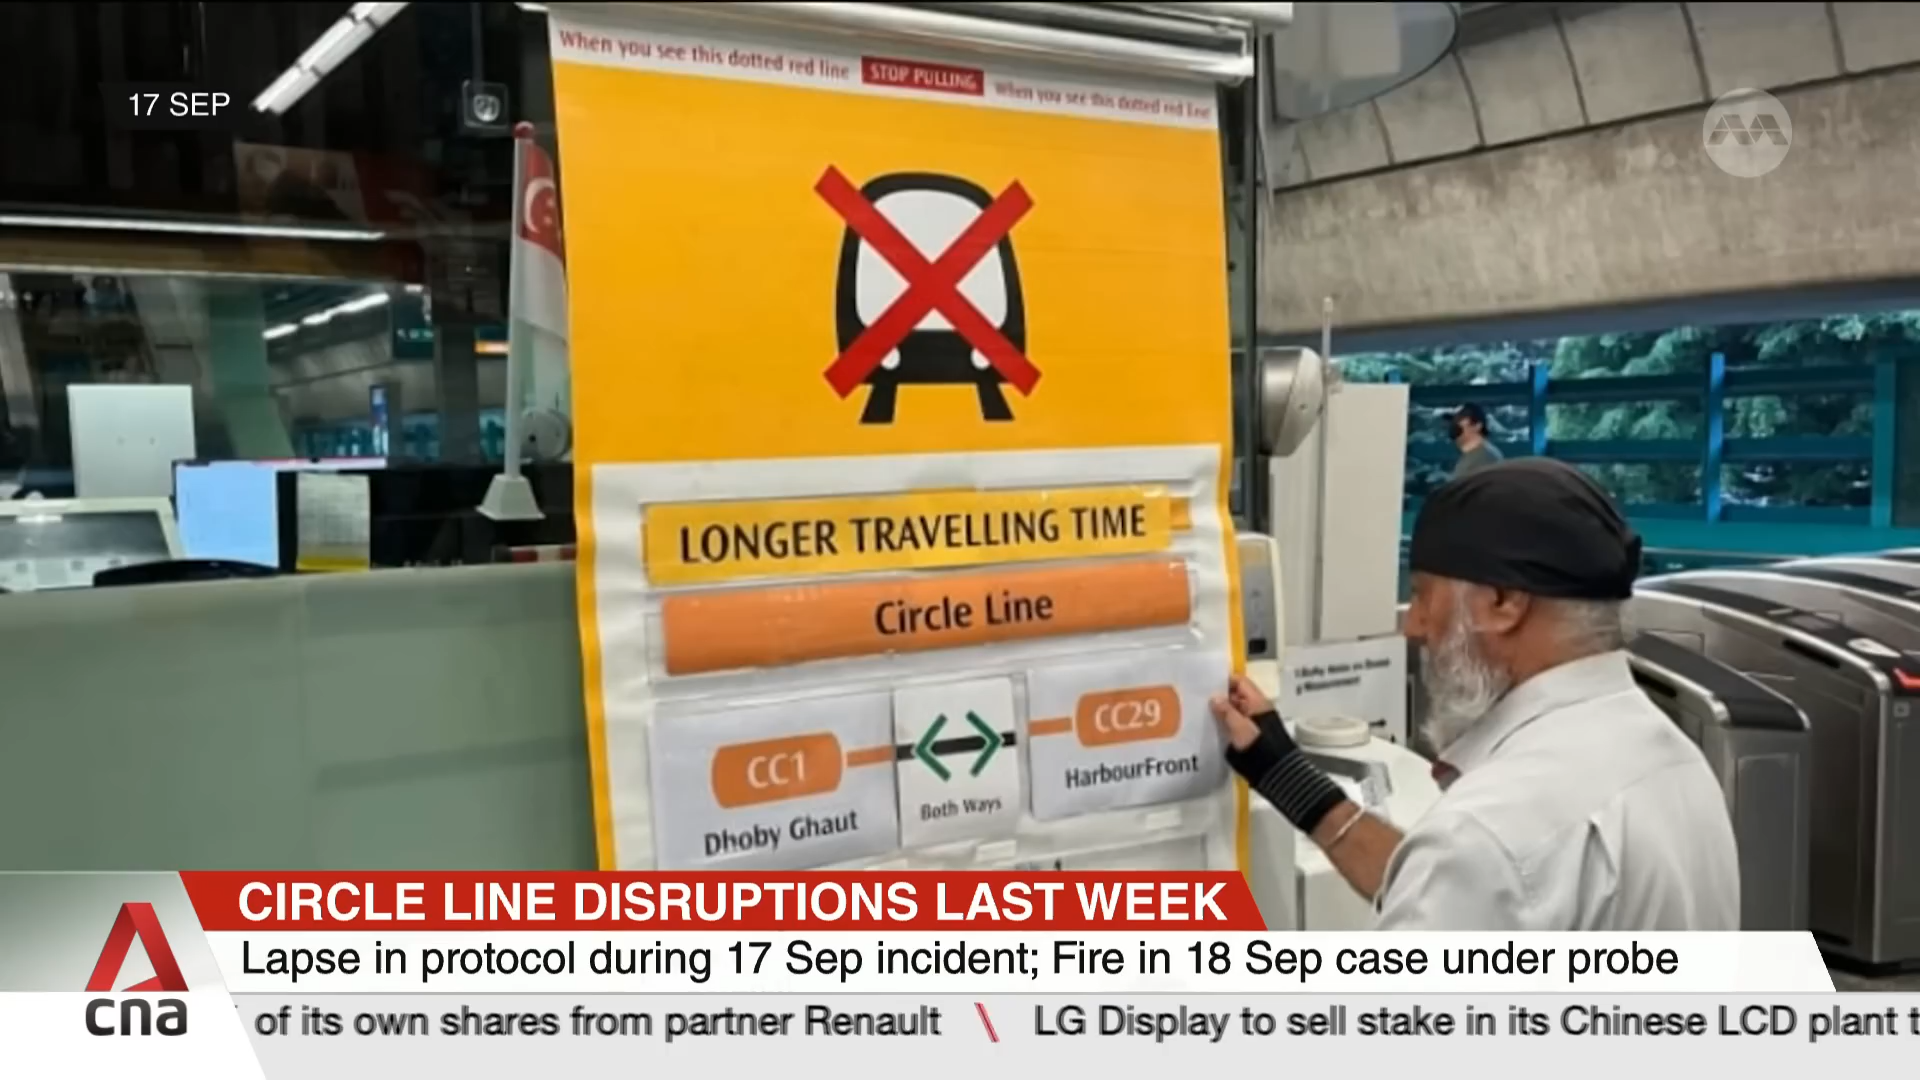 When you see this dotted red line STOP PULLING When you see this dotted red line
17 SEP
LONGER TRAVELLING TIME
Circle Line
CC1
CC29
Dhoby Ghaut
Both Ways
HarbourFront
CIRCLE LINE DISRUPTIONS LAST WEEK
Lapse in protocol during 17 Sep incident; Fire in 18 Sep case under probe
cna
of its own shares from partner Renault \ LG Display to sell stake in its Chinese LCD plant t